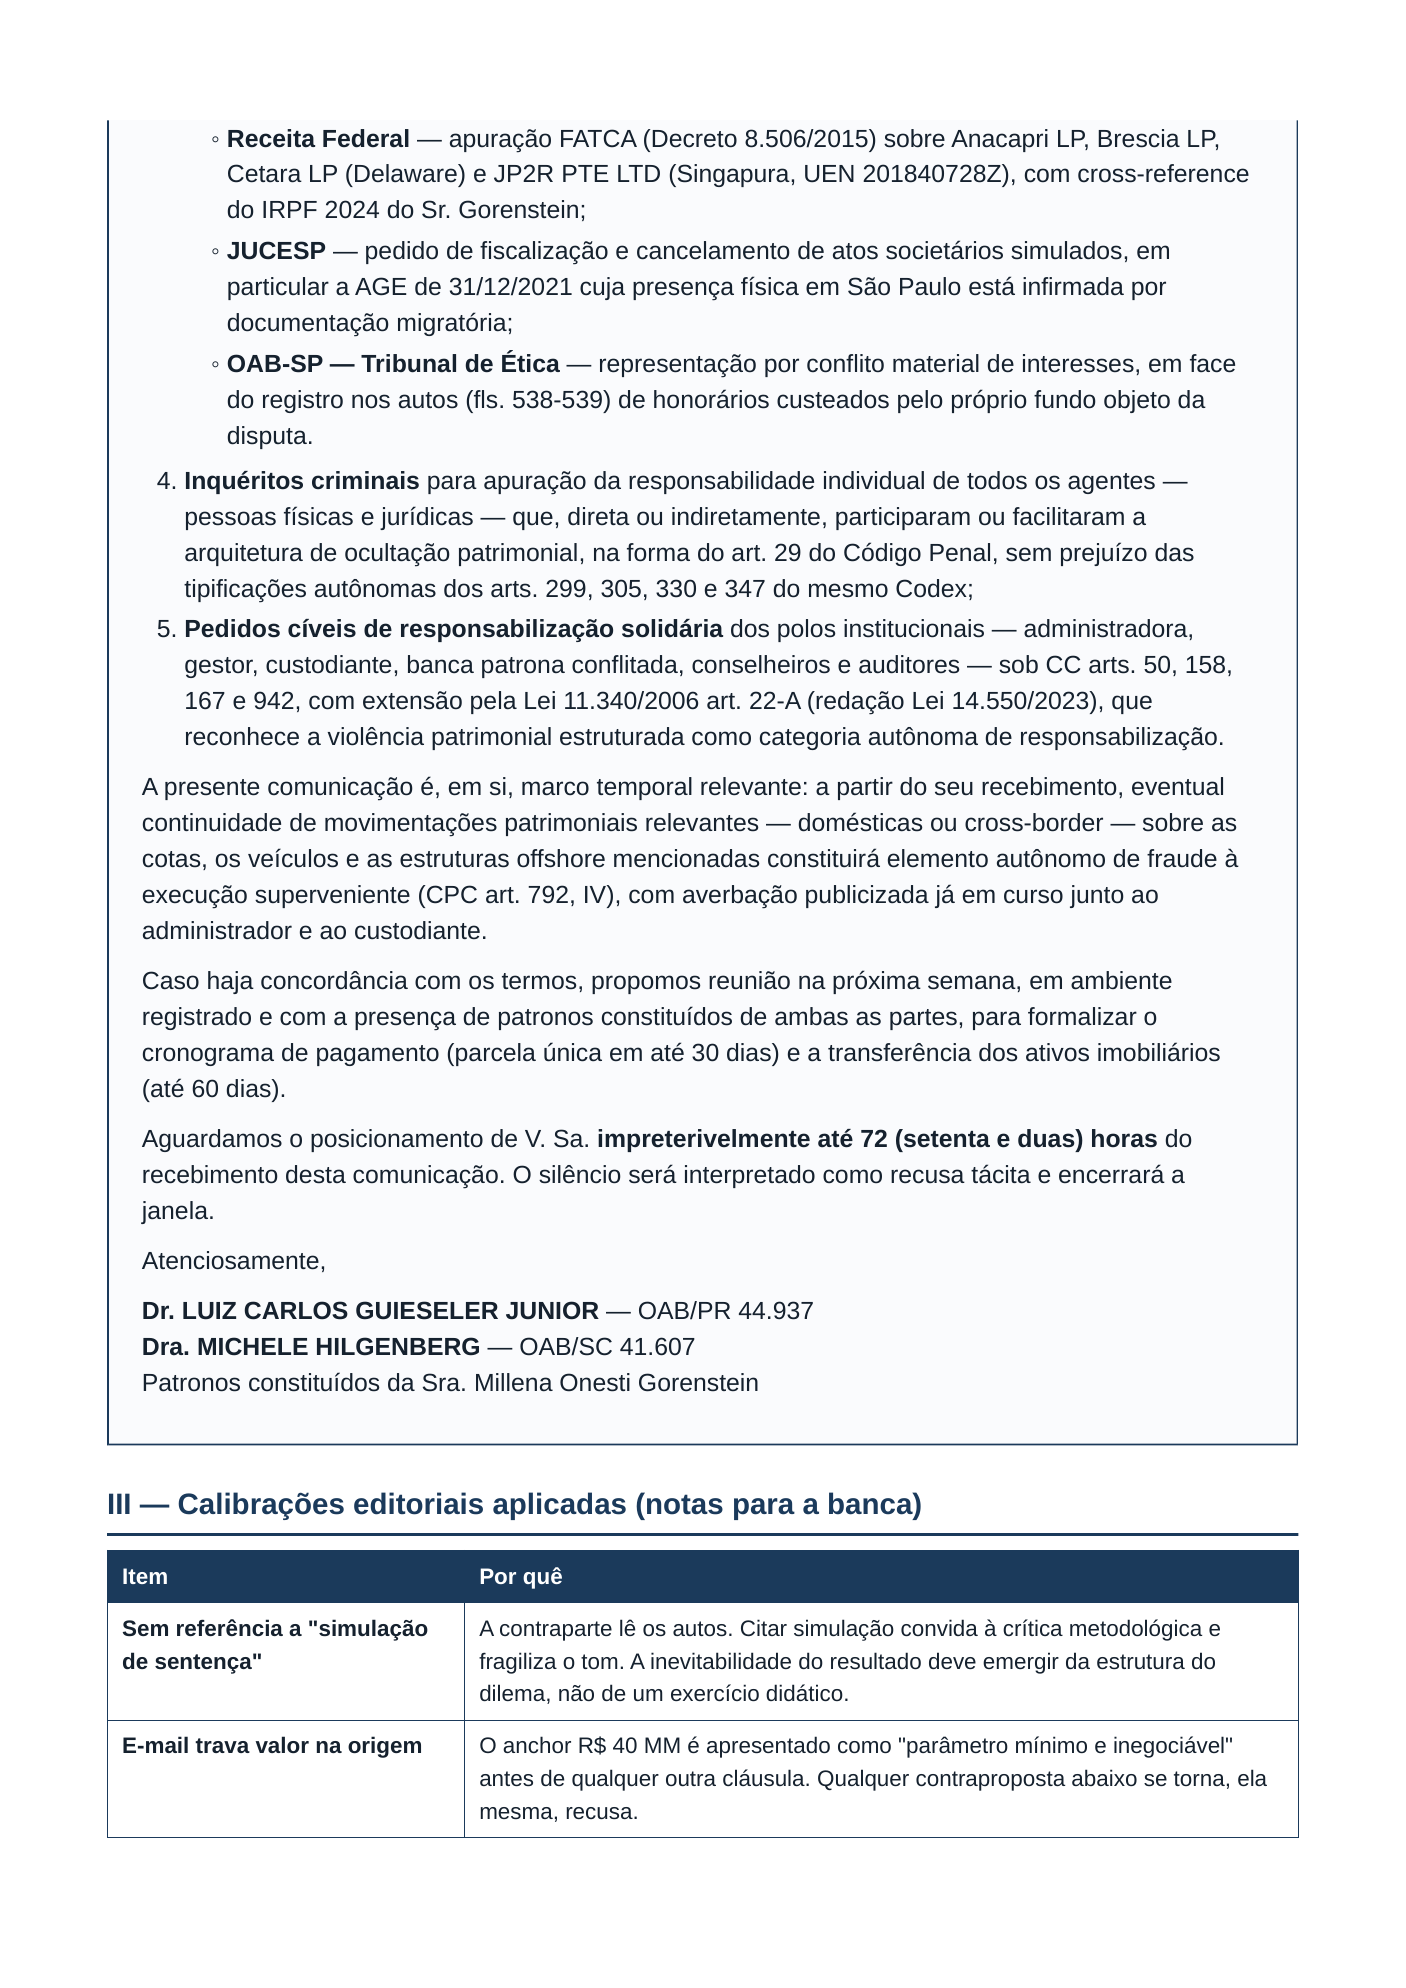 ◦ Receita Federal — apuração FATCA (Decreto 8.506/2015) sobre Anacapri LP, Brescia LP,
Cetara LP (Delaware) e JP2R PTE LTD (Singapura, UEN 201840728Z), com cross-reference
do IRPF 2024 do Sr. Gorenstein;
◦ JUCESP — pedido de fiscalização e cancelamento de atos societários simulados, em
particular a AGE de 31/12/2021 cuja presença física em São Paulo está infirmada por
documentação migratória;
◦ OAB-SP — Tribunal de Ética — representação por conflito material de interesses, em face
do registro nos autos (fls. 538-539) de honorários custeados pelo próprio fundo objeto da
disputa.
4. Inquéritos criminais para apuração da responsabilidade individual de todos os agentes —
pessoas físicas e jurídicas — que, direta ou indiretamente, participaram ou facilitaram a
arquitetura de ocultação patrimonial, na forma do art. 29 do Código Penal, sem prejuízo das
tipificações autônomas dos arts. 299, 305, 330 e 347 do mesmo Codex;
5. Pedidos cíveis de responsabilização solidária dos polos institucionais — administradora,
gestor, custodiante, banca patrona conflitada, conselheiros e auditores — sob CC arts. 50, 158,
167 e 942, com extensão pela Lei 11.340/2006 art. 22-A (redação Lei 14.550/2023), que
reconhece a violência patrimonial estruturada como categoria autônoma de responsabilização.
A presente comunicação é, em si, marco temporal relevante: a partir do seu recebimento, eventual
continuidade de movimentações patrimoniais relevantes — domésticas ou cross-border — sobre as
cotas, os veículos e as estruturas offshore mencionadas constituirá elemento autônomo de fraude à
execução superveniente (CPC art. 792, IV), com averbação publicizada já em curso junto ao
administrador e ao custodiante.
Caso haja concordância com os termos, propomos reunião na próxima semana, em ambiente
registrado e com a presença de patronos constituídos de ambas as partes, para formalizar o
cronograma de pagamento (parcela única em até 30 dias) e a transferência dos ativos imobiliários
(até 60 dias).
Aguardamos o posicionamento de V. Sa. impreterivelmente até 72 (setenta e duas) horas do
recebimento desta comunicação. O silêncio será interpretado como recusa tácita e encerrará a
janela.
Atenciosamente,
Dr. LUIZ CARLOS GUIESELER JUNIOR — OAB/PR 44.937
Dra. MICHELE HILGENBERG — OAB/SC 41.607
Patronos constituídos da Sra. Millena Onesti Gorenstein
III — Calibrações editoriais aplicadas (notas para a banca)
Item
Por quê
Sem referência a "simulação
de sentença"
A contraparte lê os autos. Citar simulação convida à crítica metodológica e
fragiliza o tom. A inevitabilidade do resultado deve emergir da estrutura do
dilema, não de um exercício didático.
E-mail trava valor na origem
O anchor R$ 40 MM é apresentado como "parâmetro mínimo e inegociável"
antes de qualquer outra cláusula. Qualquer contraproposta abaixo se torna, ela
mesma, recusa.